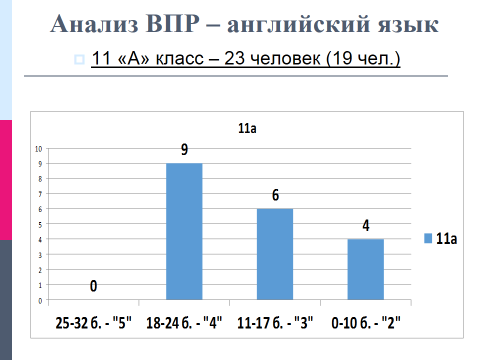 Анализ ВПР – английский язык
11 «А» класс – 23 человек (19 чел.)
11а
10
9
8
7
6
5
4
3
2
1
0
0
9
6
4
25-32 б. - "5"
18-24 б. - "4"
11-17 б. - "3"
0-10 б. - "2"
11а